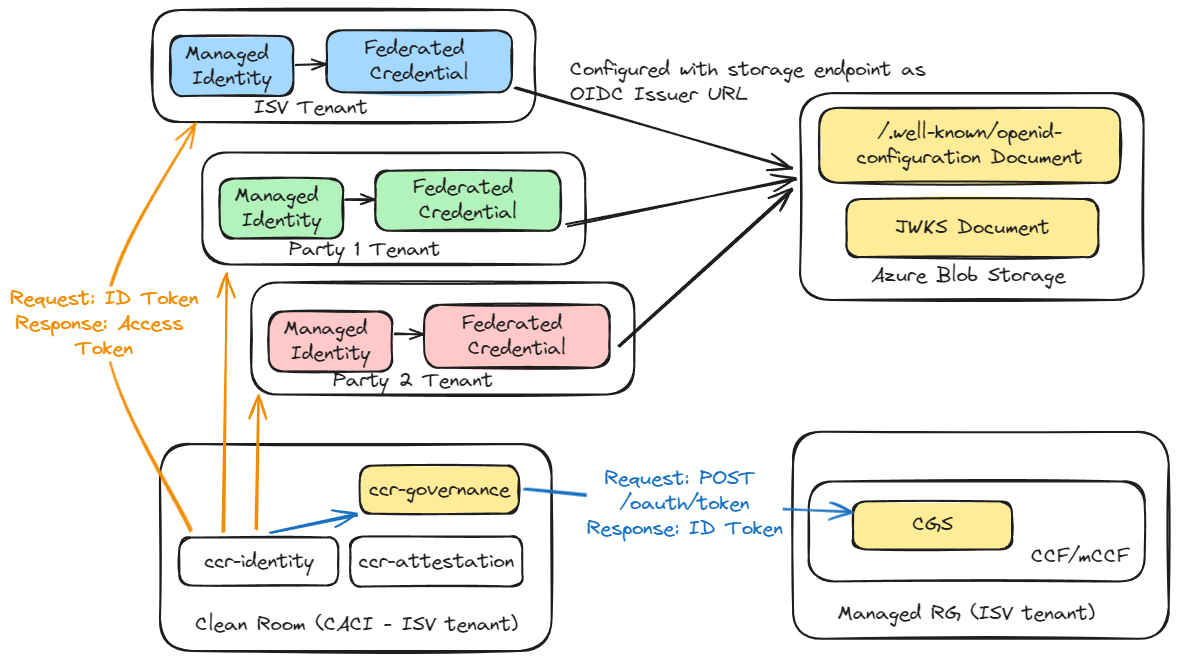 Managed
Identity
Federated
Credential
ISV Tenant
Configured with storage endpoint as
OIDC Issuer URL
/.well-known/openid-
configuration Document
JWKS Document
Azure Blob Storage
Managed
Identity
Federated
Credential
Party 1 Tenant
Request: ID Token
Response: Access
Token
Managed
Identity
Federated
Credential
Party 2 Tenant
ccr-governance
ccr-identity
ccr-attestation
Clean Room (CACI - ISV tenant)
Request: POST
/oauth/token
Response: ID Token
CGS
CCF/mCCF
Managed RG (ISV tenant)